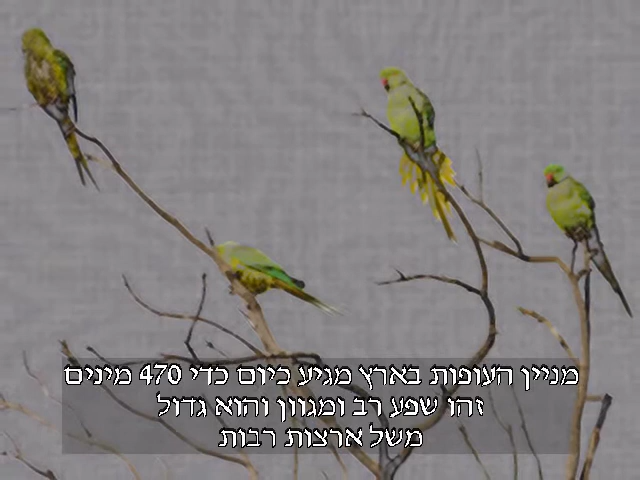 מניין העופות בארץ מגיע כיום כדי 470 מינים
זהו שפע רב ומגוון והוא גדול
משל ארצות רבות